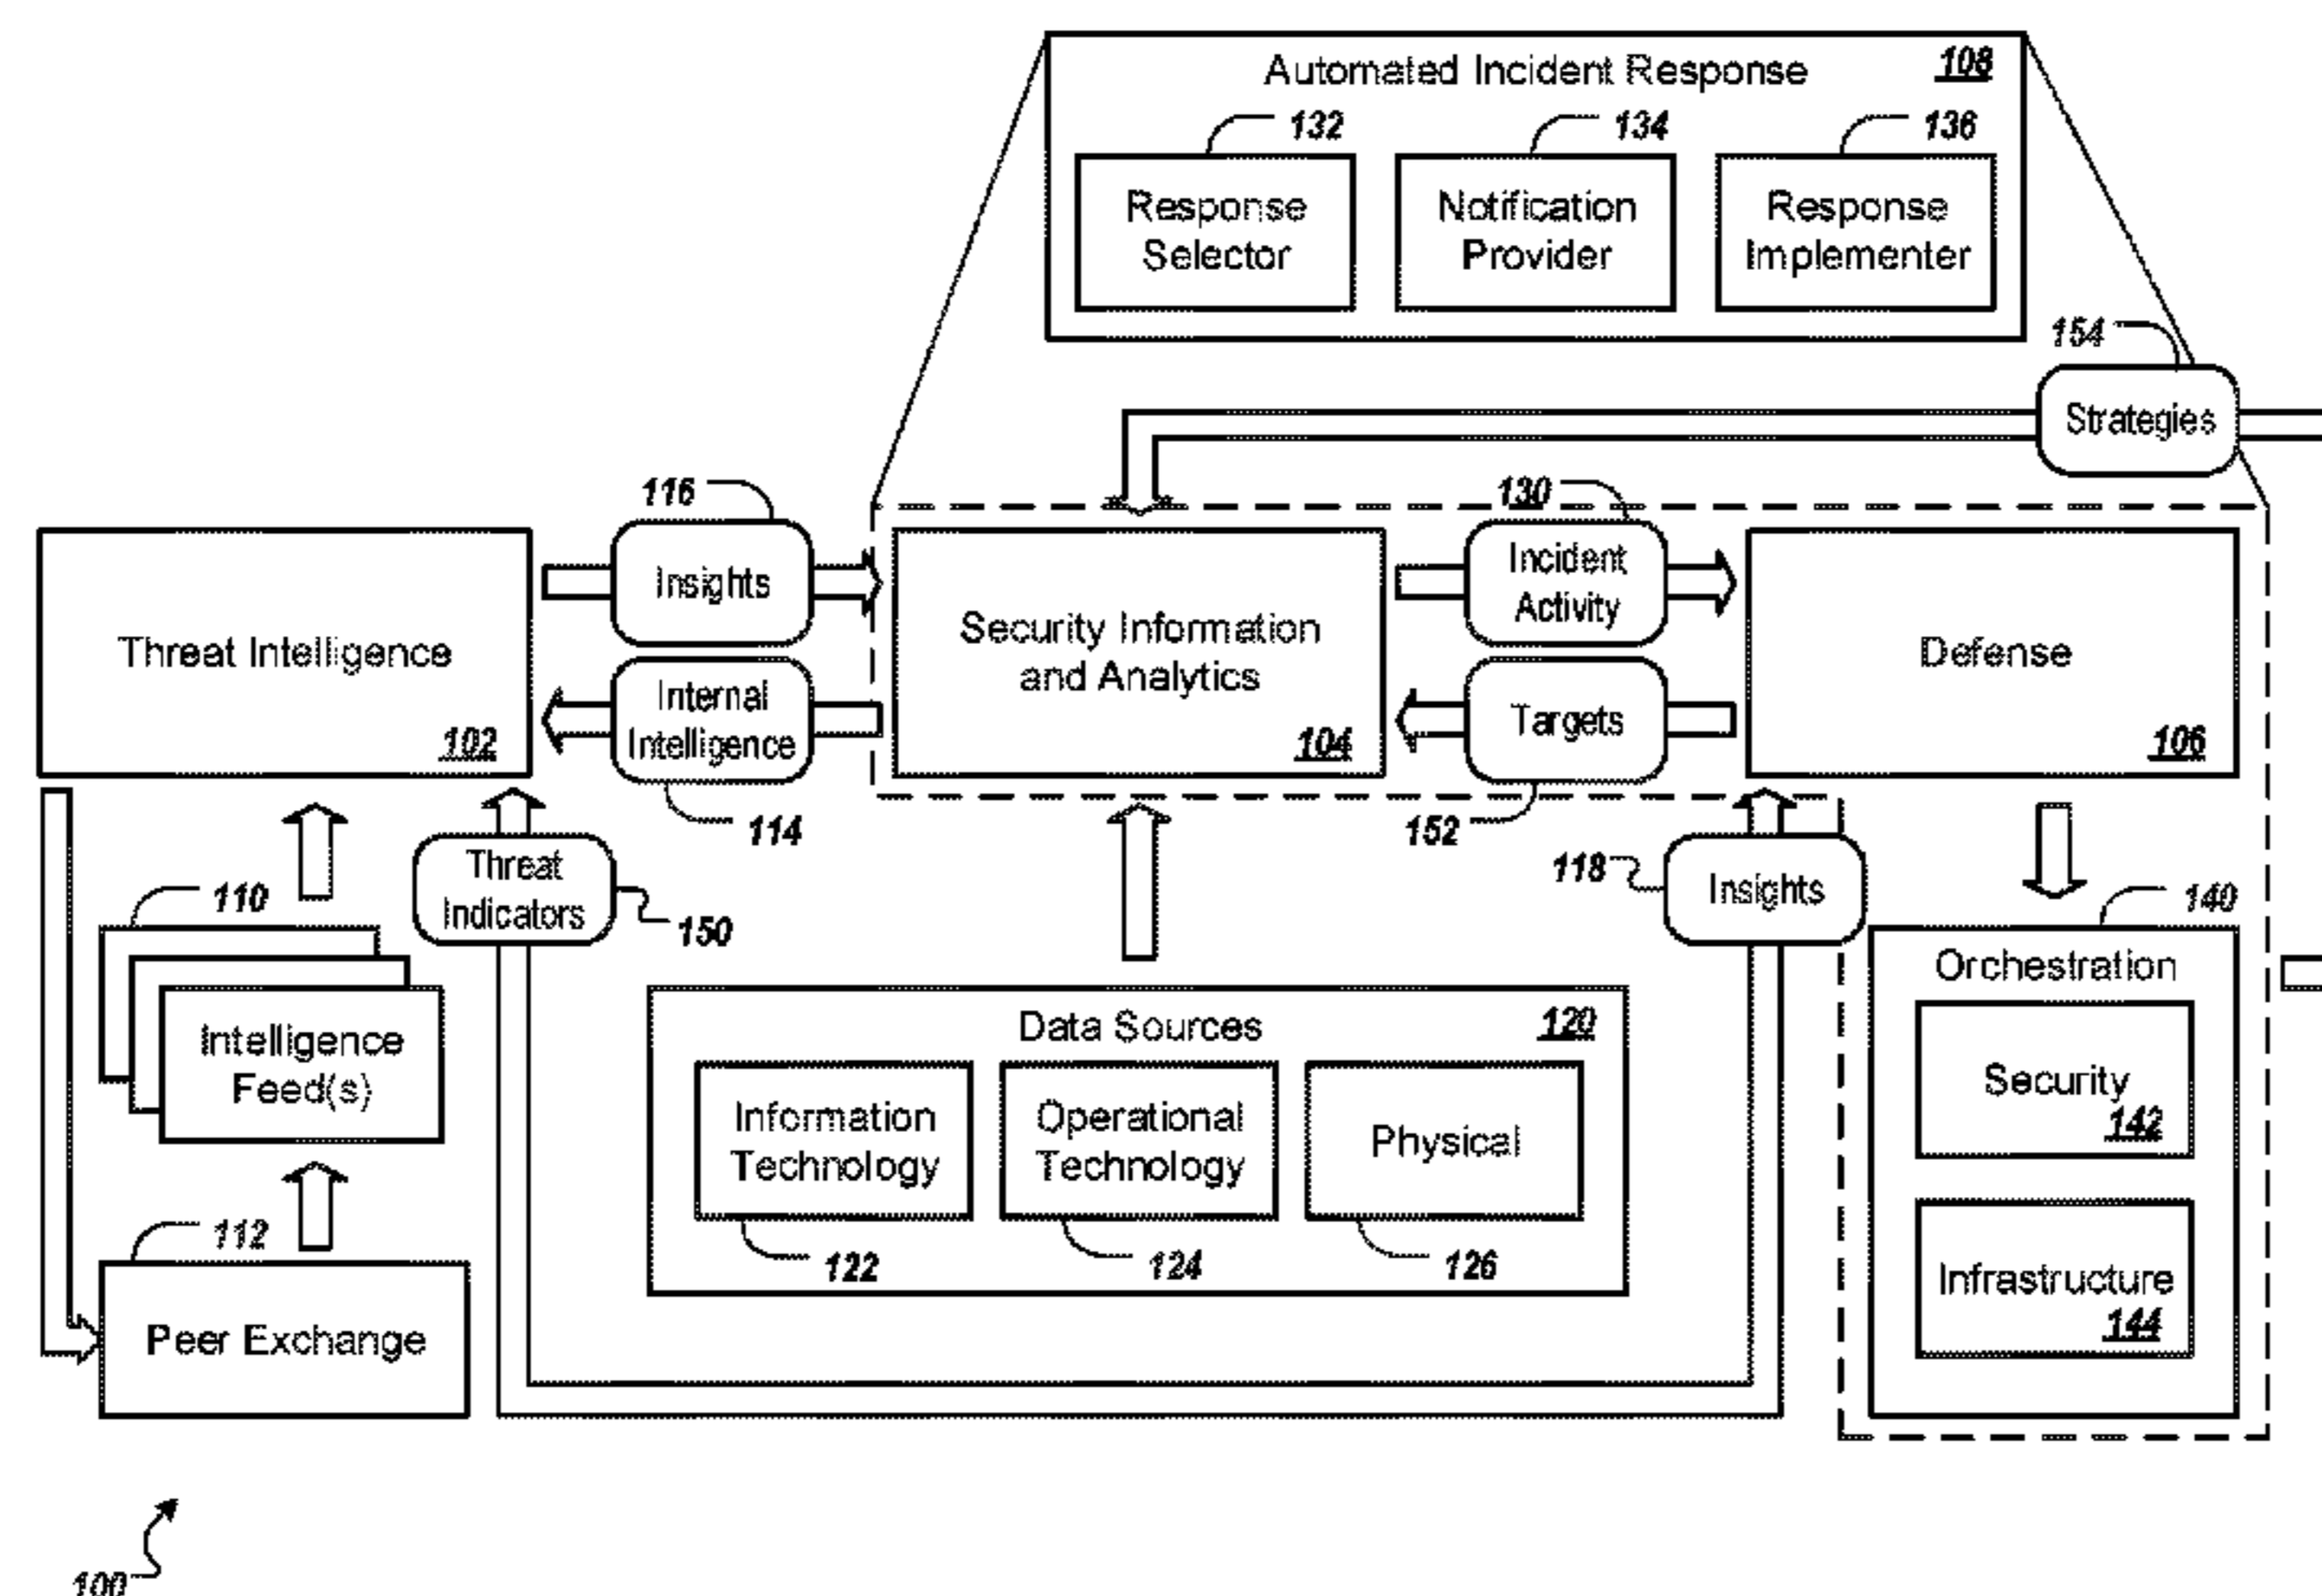 Automated Incident Response
108
132
134
136
Response
Selector
Notification
Provider
Response
Implementer
154
Strategies
116
130
Insights
Incident
Activity
Threat Intelligence
102
Internal
Intelligence
114
Security Information
and Analytics
104
Targets
152
Defense
106
110
Threat
Indicators
150
118
Insights
140
Intelligence
Feed(s)
Data Sources
120
Information
Technology
122
Operational
Technology
124
Physical
126
Orchestration
Security
142
Infrastructure
144
112
Peer Exchange
100